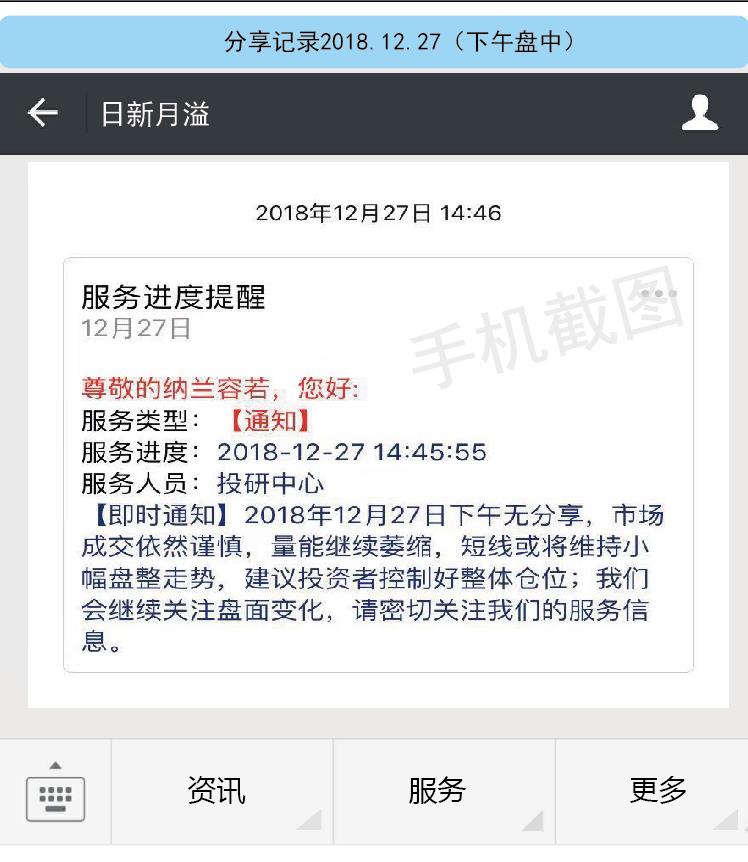 分享记录2018.12.27（下午盘中）
日新月溢
2018年12月27日 14:46
服务进度提醒
12月27日
手机截图
尊敬的纳兰容若，您好:
服务类型：【通知】
服务进度：2018-12-27 14:45:55
服务人员：投研中心
【即时通知】2018年12月27日下午无分享，市场
成交依然谨慎，量能继续萎缩，短线或将维持小
幅盘整走势，建议投资者控制好整体仓位；我们
会继续关注盘面变化，请密切关注我们的服务信
息。
资讯
服务
更多